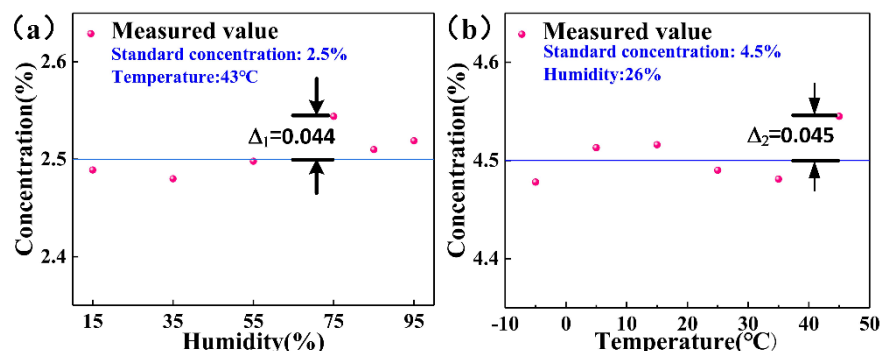 (a)
Measured value
Standard concentration: 2.5%
Temperature:43℃
Δ1=0.044
Concentration(%)
2.6
2.5
2.4
15 35 55 75 95
Humidity(%)
(b)
Measured value
Standard concentration: 4.5%
Humidity:26%
Δ2=0.045
Concentration(%)
4.6
4.5
4.4
-10 0 10 20 30 40 50
Temperature(℃)